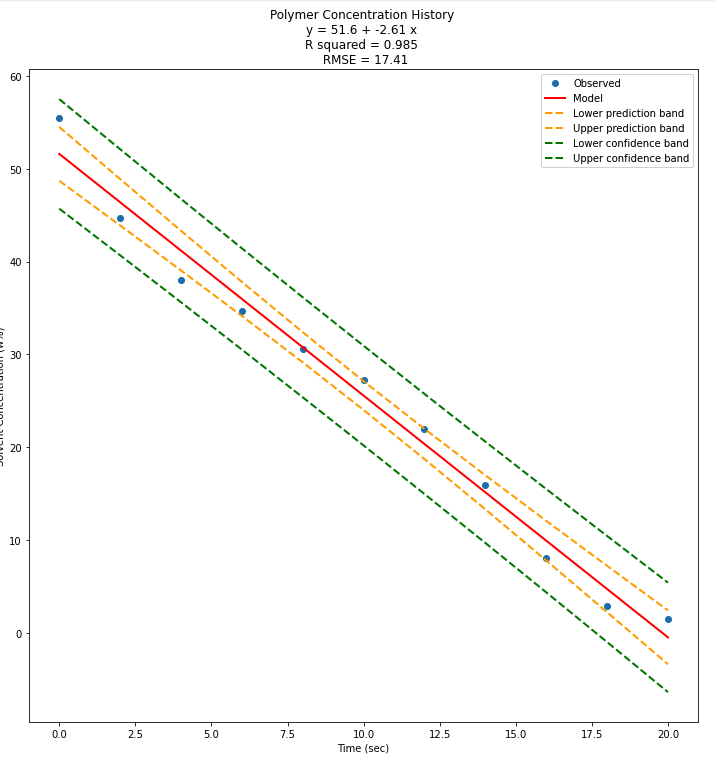 Polymer Concentration History
y = 51.6 + -2.61 x
R squared = 0.985
RMSE = 17.41
Observed
Model
Lower prediction band
Upper prediction band
Lower confidence band
Upper confidence band
60
50
40
30
20
10
0
Solvent Concentration (w%)
0.0 2.5 5.0 7.5 10.0 12.5 15.0 17.5 20.0
Time (sec)